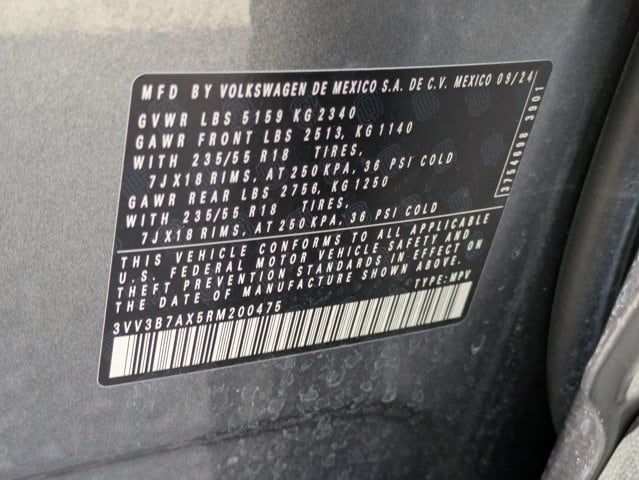 MFD BY VOLKSWAGEN DE MEXICO S.A. DE C.V. MEXICO 09/24
GVWR LBS 5159 KG 2340
GAWR FRONT LBS 2513, KG 1140
WITH 235/55 R18 TIRES,
7JX18 RIMS, AT 250 KPA, 36 PSI COLD
GAWR REAR LBS 2756, KG 1250
WITH 235/55 R18 TIRES,
7JX18 RIMS, AT 250 KPA, 36 PSI COLD
3754698 3901
THIS VEHICLE CONFORMS TO ALL APPLICABLE
U.S. FEDERAL MOTOR VEHICLE SAFETY AND
THEFT PREVENTION STANDARDS IN EFFECT ON
THE DATE OF MANUFACTURE SHOWN ABOVE.
TYPE: MPV
3VV3B7AX5RM200475